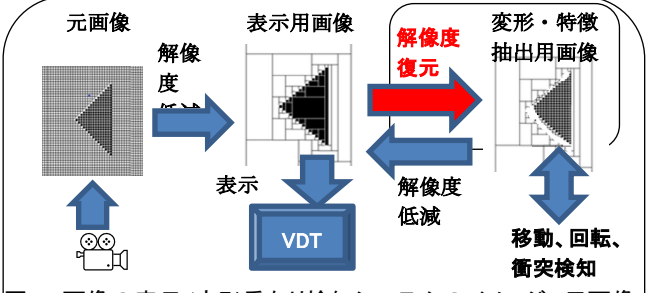 元画像
表示用画像
変形・特徴
抽出用画像
解像
度
低減
解像度
復元
表示
解像度
低減
VDT
移動、回転、
衝突検知